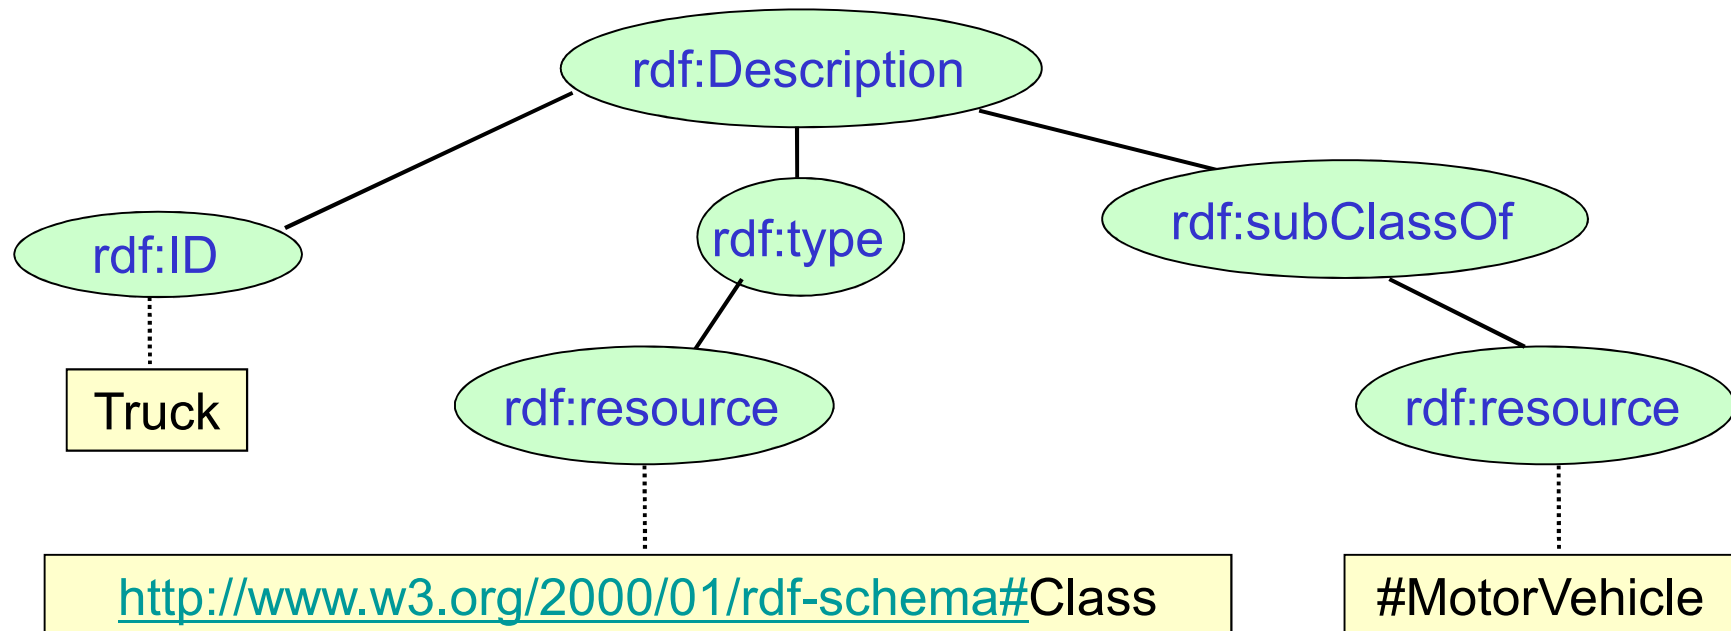 rdf:Description
rdf:ID
rdf:type
rdf:subClassOf
Truck
rdf:resource
rdf:resource
http://www.w3.org/2000/01/rdf-schema#Class
#MotorVehicle